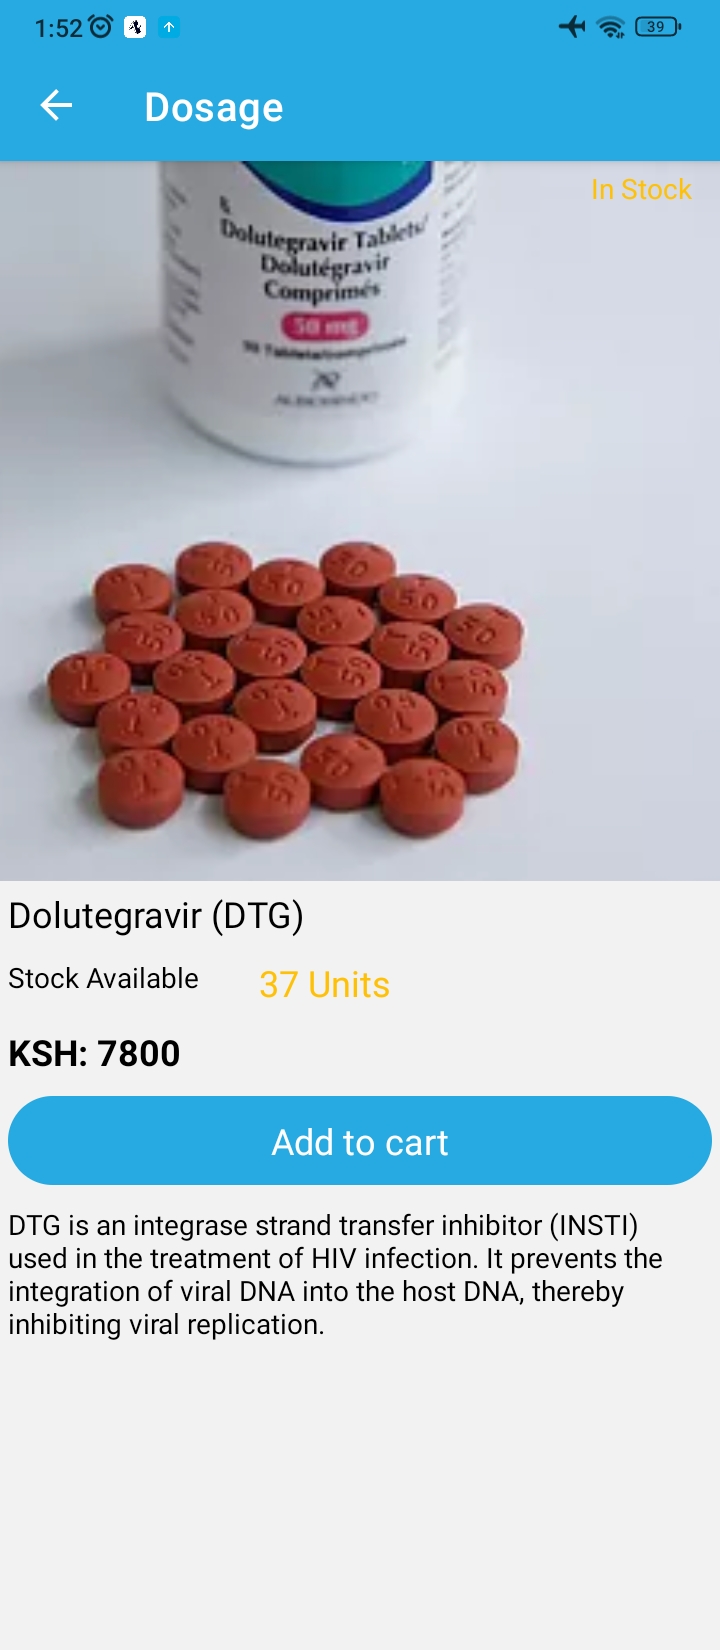 1:52
39
Dosage
In Stock
Dolutegravir Tablets/
Dolutégravir
Comprimés
50 mg
Dolutegravir (DTG)
Stock Available
37 Units
KSH: 7800
Add to cart
DTG is an integrase strand transfer inhibitor (INSTI)
used in the treatment of HIV infection. It prevents the
integration of viral DNA into the host DNA, thereby
inhibiting viral replication.